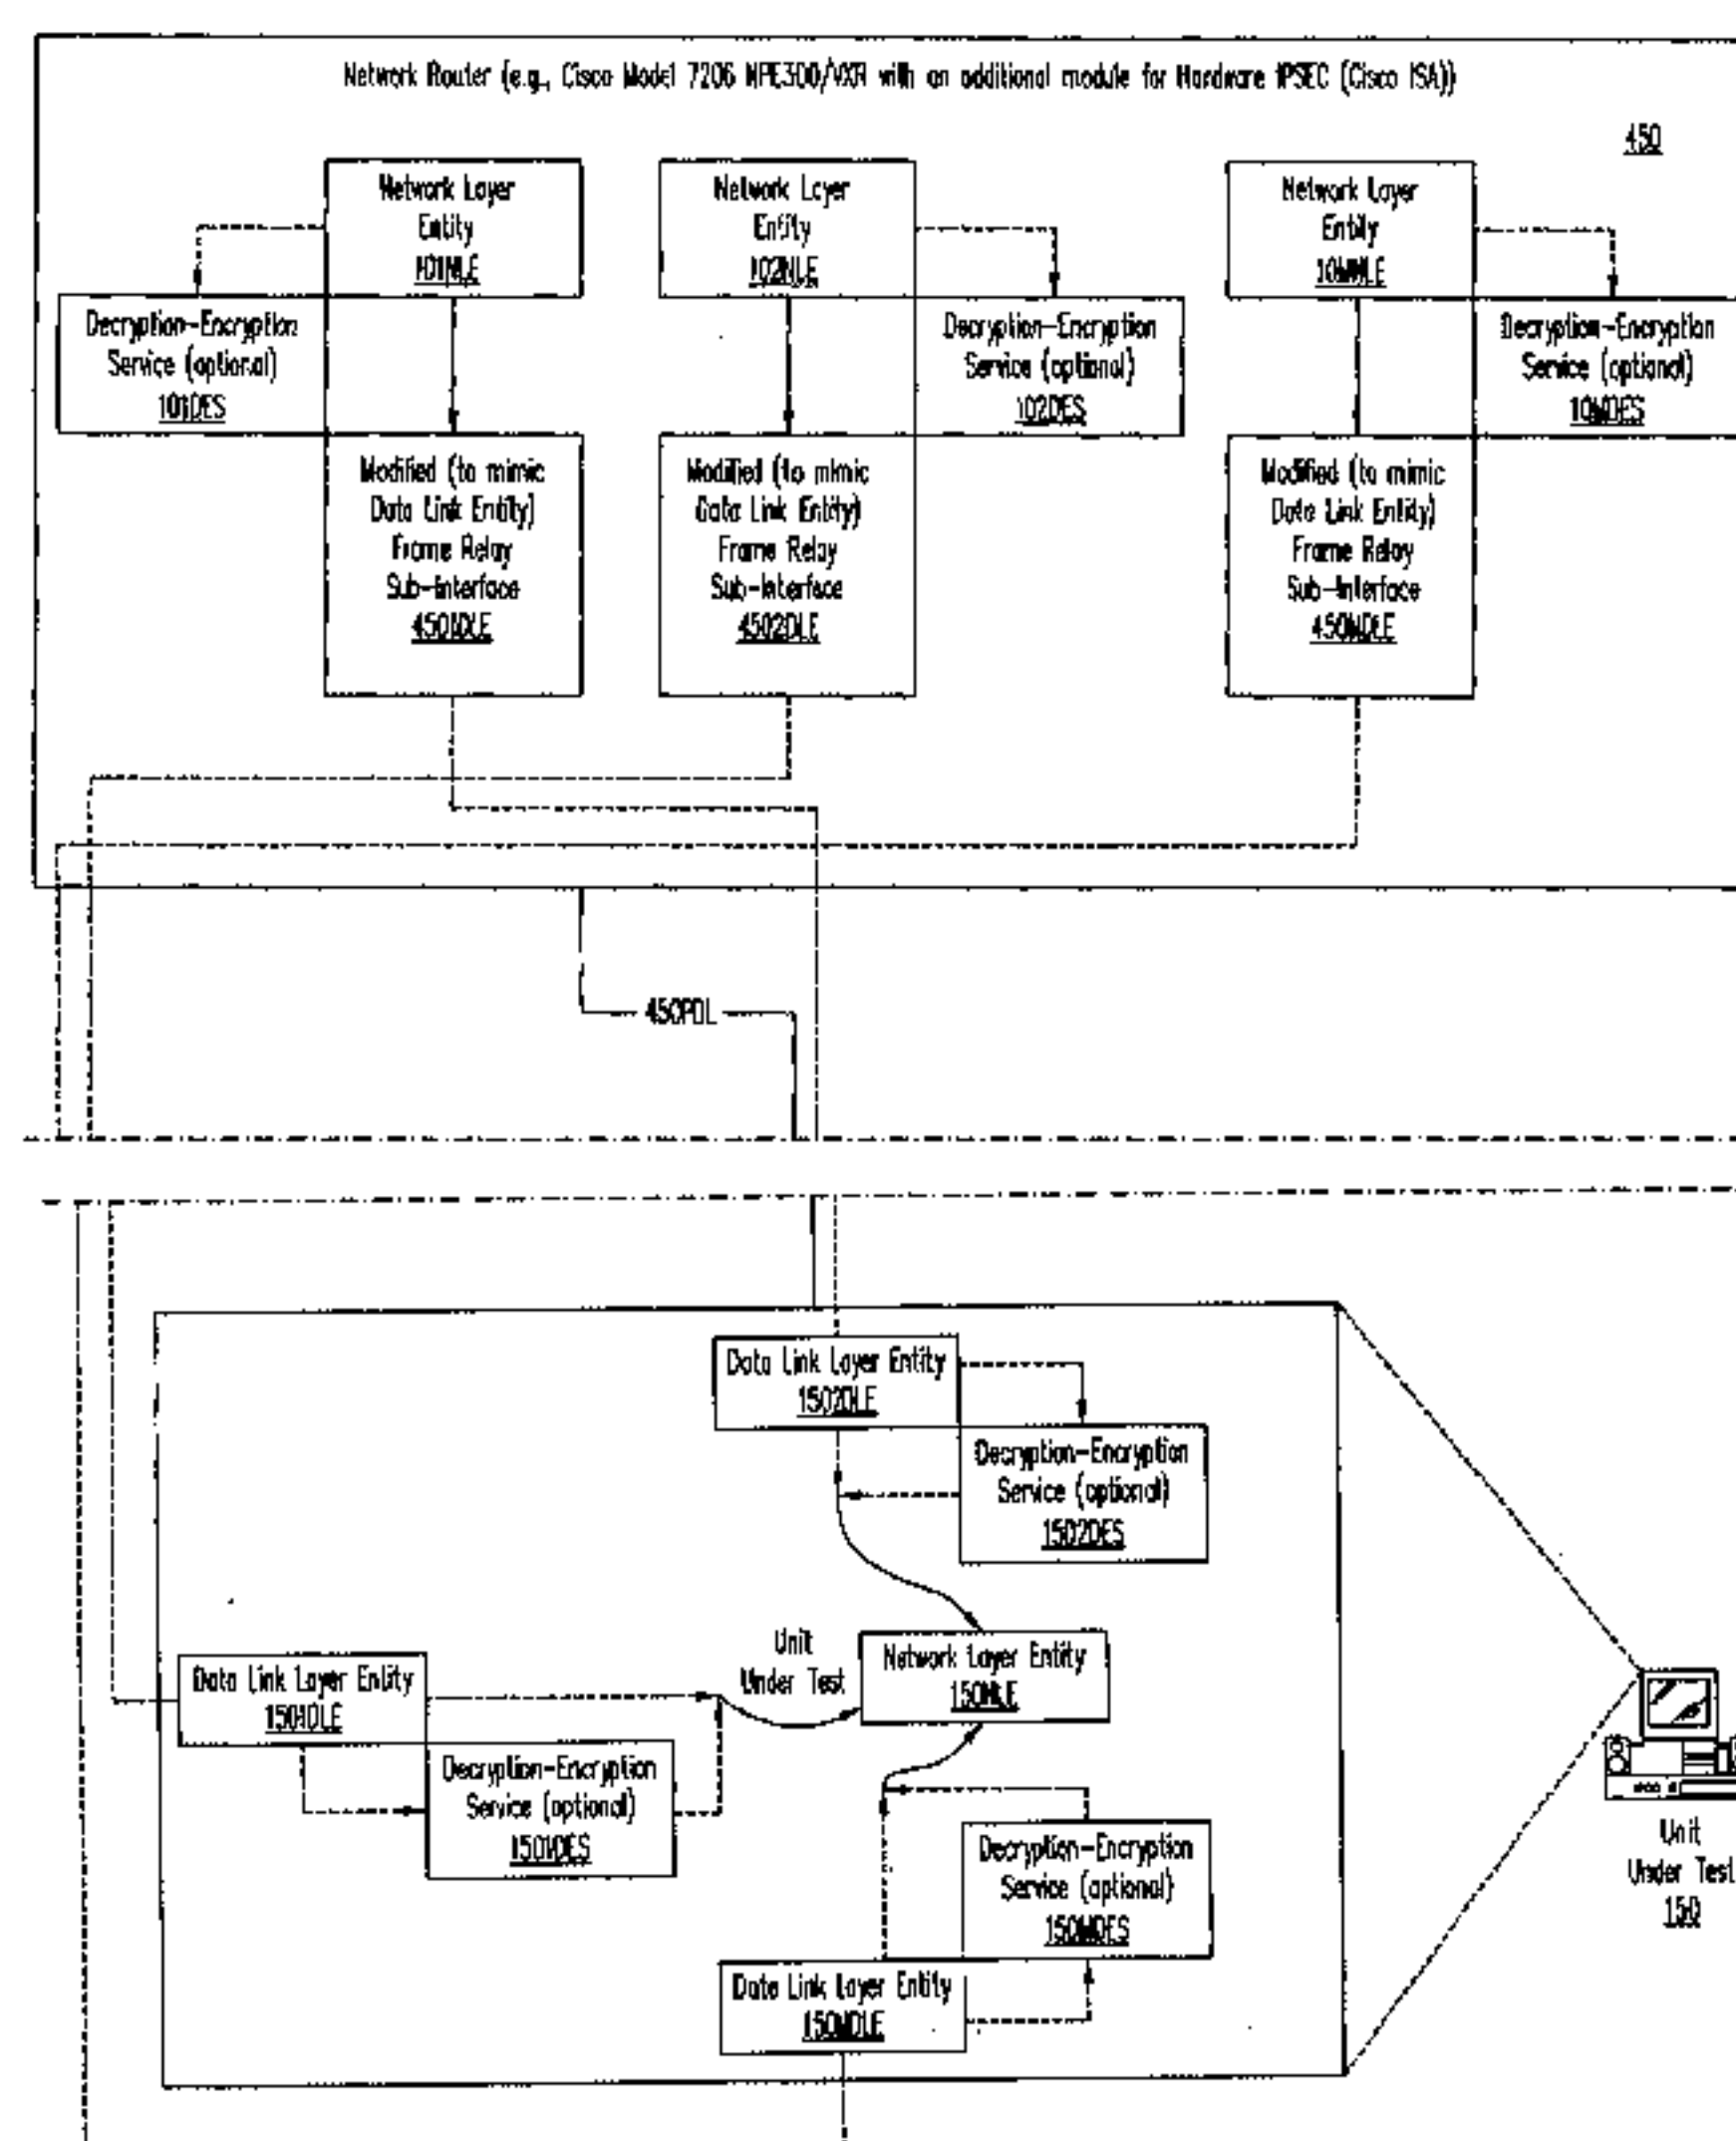 Network Router (e.g., Cisco Model 7206 NPE300/VXR with an additional module for Hardware IPSEC (Cisco ISA))
450
Network Layer
Entity
101NLE
Network Layer
Entity
102NLE
Network Layer
Entity
10NNLE
Decryption-Encryption
Service (optional)
101DES
Decryption-Encryption
Service (optional)
102DES
Decryption-Encryption
Service (optional)
10NDES
Modified (to mimic
Data Link Entity)
Frame Relay
Sub-Interface
4501DLE
Modified (to mimic
Data Link Entity)
Frame Relay
Sub-Interface
4502DLE
Modified (to mimic
Data Link Entity)
Frame Relay
Sub-Interface
450NDLE
450PDL
Data Link Layer Entity
1502DLE
Decryption-Encryption
Service (optional)
1502DES
Unit
Under Test
Network Layer Entity
150NLE
Data Link Layer Entity
1501DLE
Decryption-Encryption
Service (optional)
1501DES
Decryption-Encryption
Service (optional)
150NDES
Data Link Layer Entity
150NDLE
Unit
Under Test
150